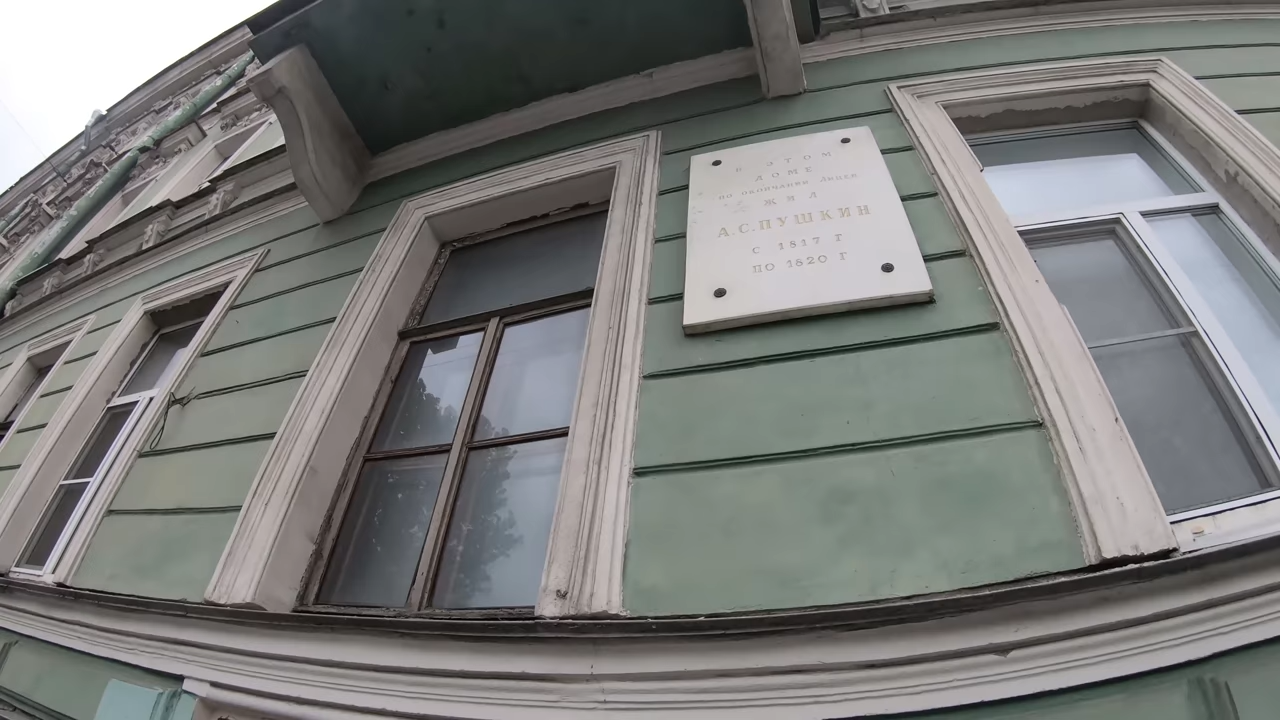 В ЭТОМ
ДОМЕ
ПО ОКОНЧАНИИ ЛИЦЕЯ
ЖИЛ
А.С.ПУШКИН
С 1817 Г
ПО 1820 Г